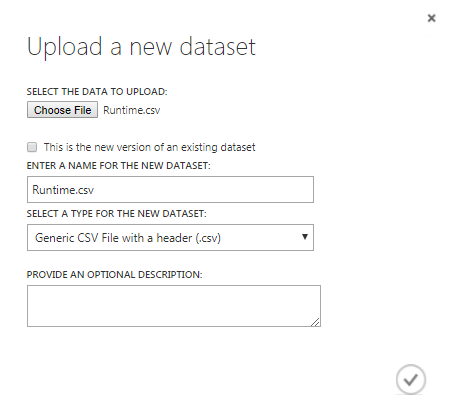 Upload a new dataset
SELECT THE DATA TO UPLOAD:
Choose File Runtime.csv
This is the new version of an existing dataset
ENTER A NAME FOR THE NEW DATASET:
Runtime.csv
SELECT A TYPE FOR THE NEW DATASET:
Generic CSV File with a header (.csv)
PROVIDE AN OPTIONAL DESCRIPTION: